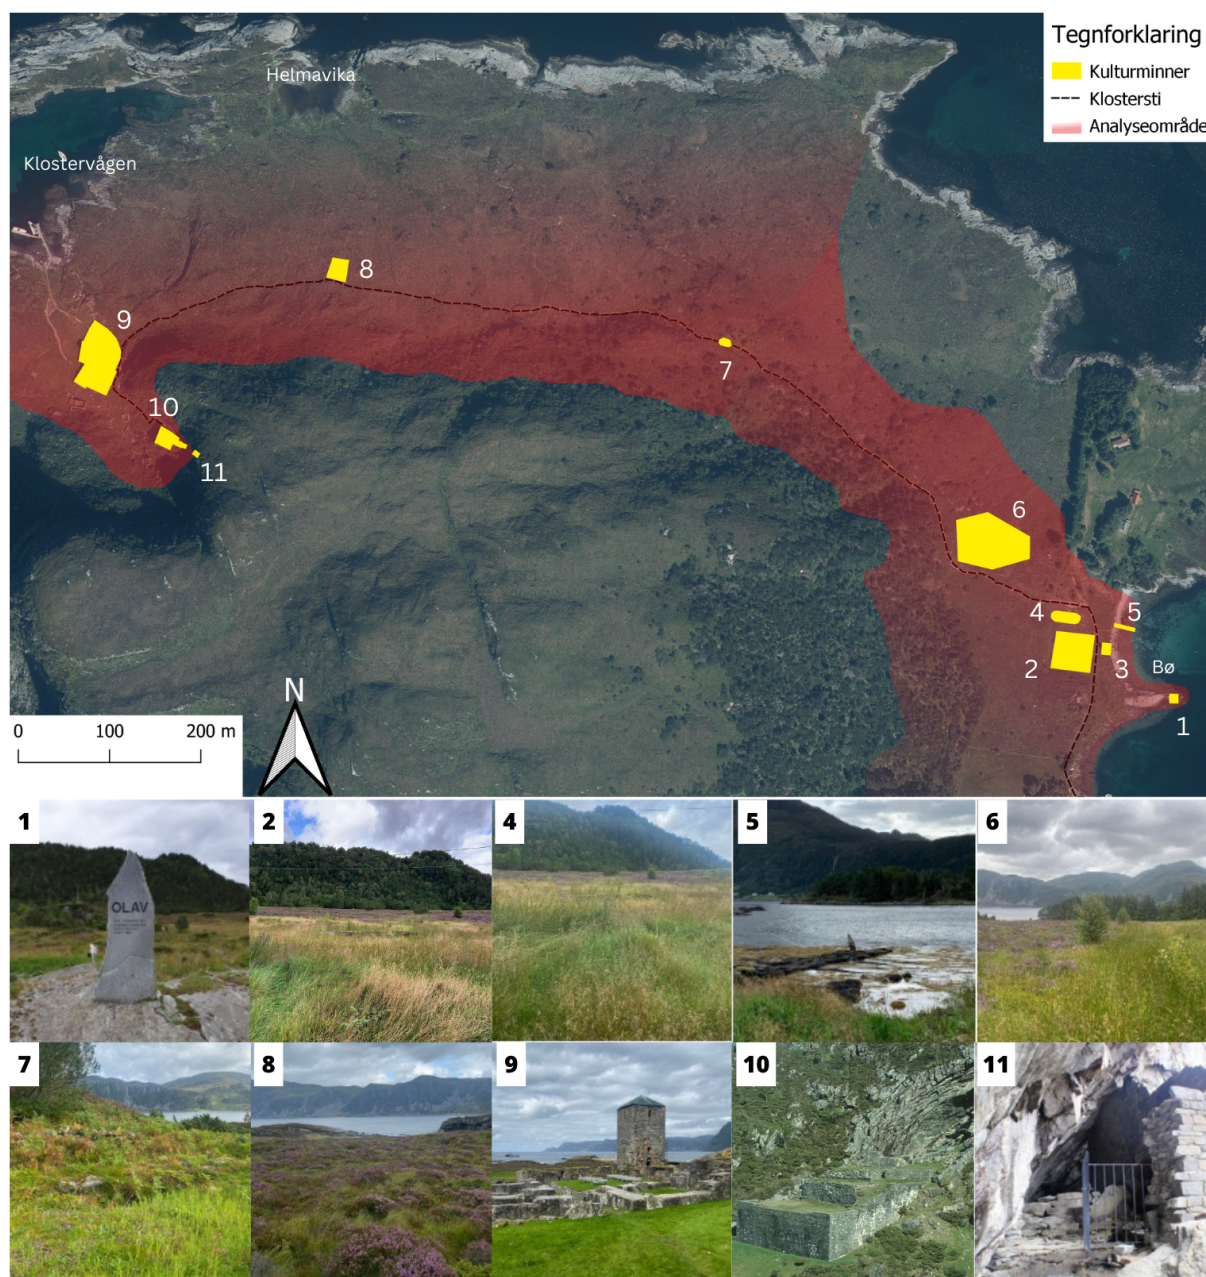 Tegnforklaring
Kulturminner
Klostersti
Analyseområde
Helmavika
Klostervågen
8
9
7
10
11
6
4
5
2
3
Bø
1
N
0 100 200 m
1
2
4
5
6
OLAV
7
8
9
10
11